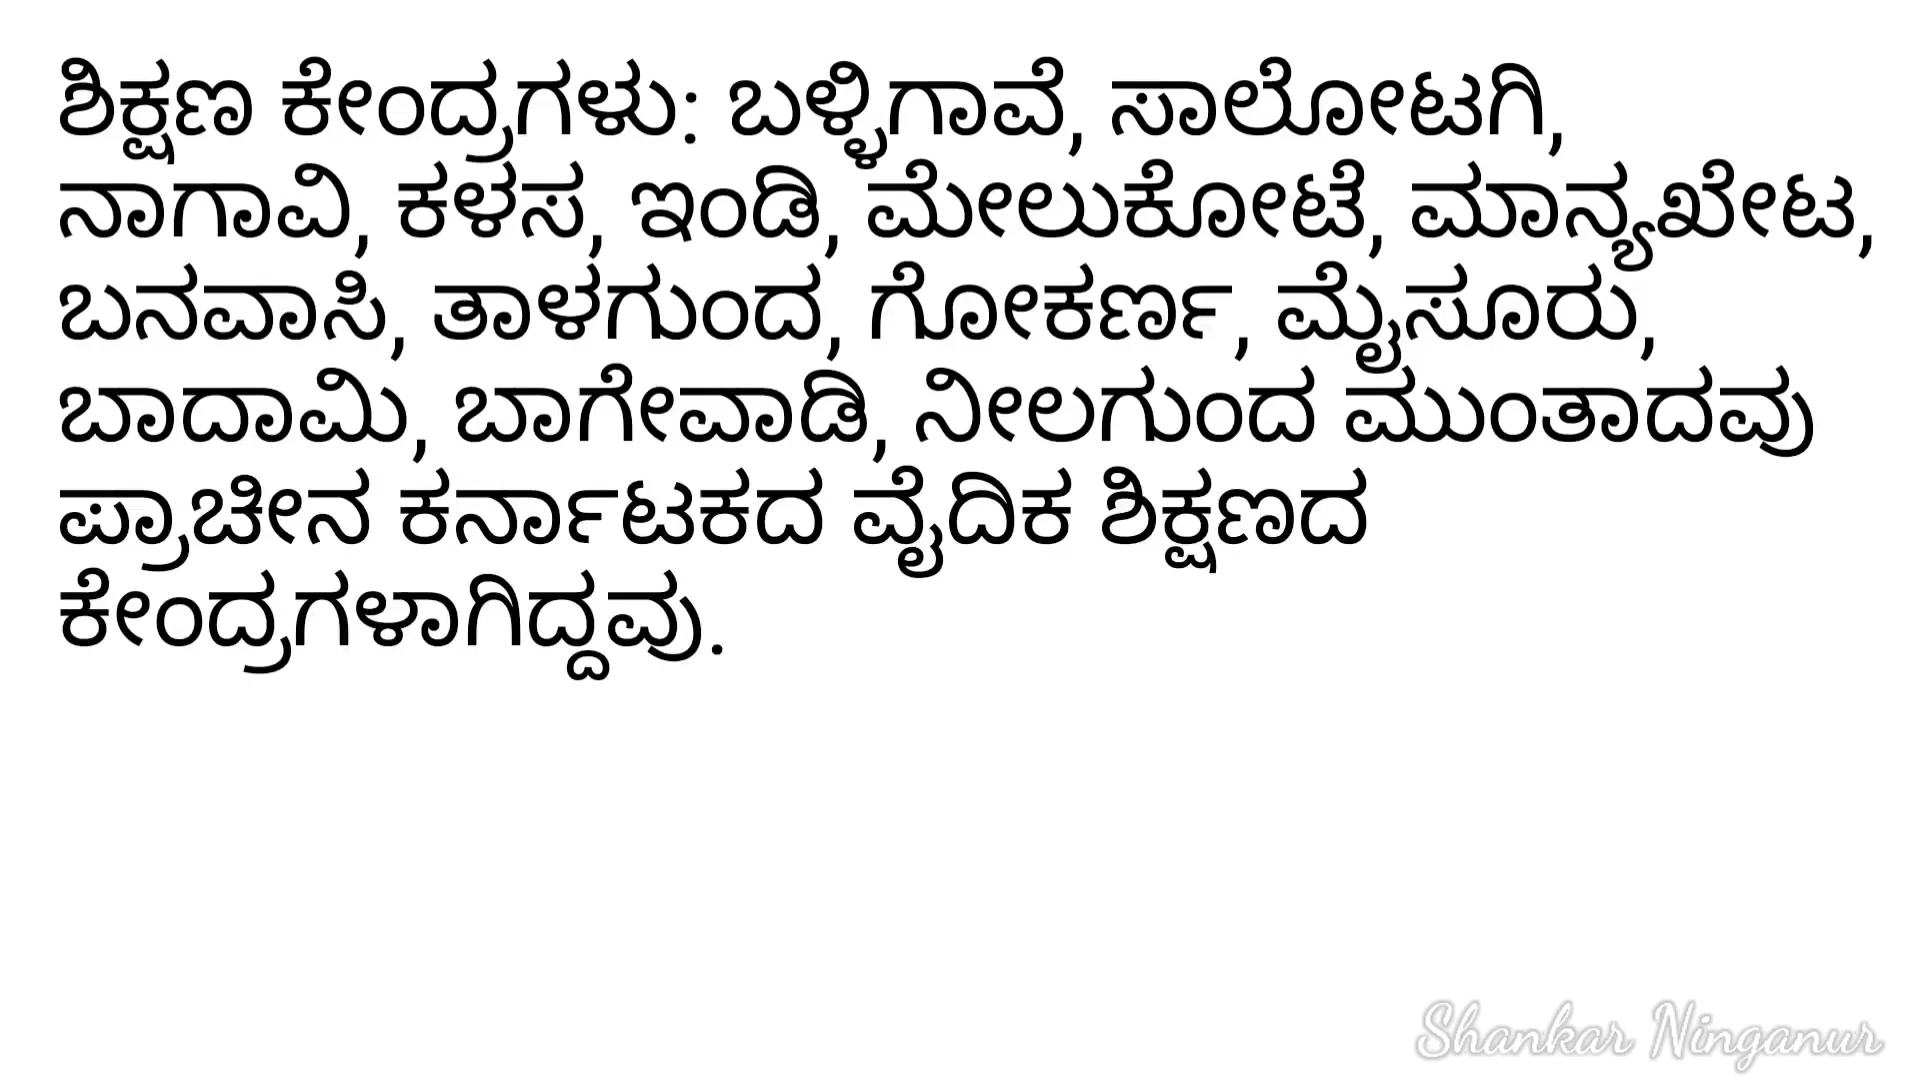 ಶಿಕ್ಷಣ ಕೇಂದ್ರಗಳು: ಬಳ್ಳಿಗಾವೆ, ಸಾಲೋಟಗಿ,
ನಾಗಾವಿ, ಕಳಸ, ಇಂಡಿ, ಮೇಲುಕೋಟೆ, ಮಾನ್ಯಖೇಟ,
ಬನವಾಸಿ, ತಾಳಗುಂದ, ಗೋಕರ್ಣ, ಮೈಸೂರು,
ಬಾದಾಮಿ, ಬಾಗೇವಾಡಿ, ನೀಲಗುಂದ ಮುಂತಾದವು
ಪ್ರಾಚೀನ ಕರ್ನಾಟಕದ ವೈದಿಕ ಶಿಕ್ಷಣದ
ಕೇಂದ್ರಗಳಾಗಿದ್ದವು.
Shankar Ninganur